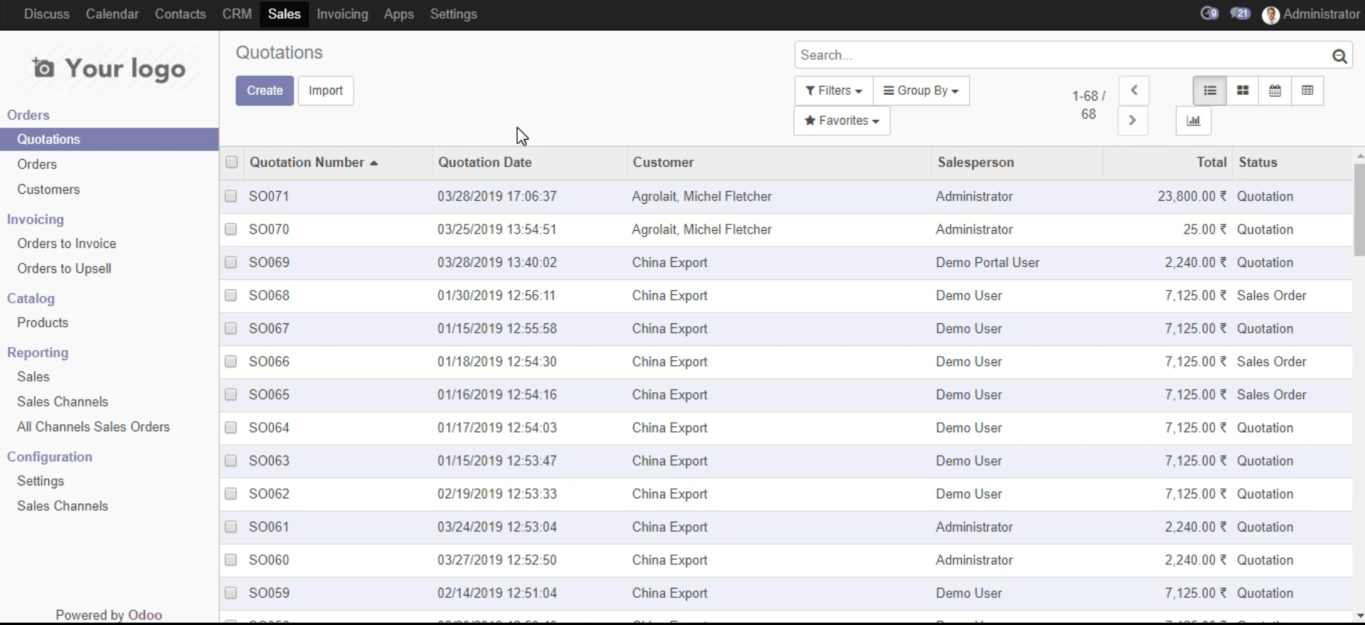 Discuss Calendar Contacts CRM Sales Invoicing Apps Settings 21 Administrator
Your logo
Orders
Quotations
Orders
Customers
Invoicing
Orders to Invoice
Orders to Upsell
Catalog
Products
Reporting
Sales
Sales Channels
All Channels Sales Orders
Configuration
Settings
Sales Channels
Powered by Odoo
Quotations
Search...
Create Import
Filters Group By
Favorites
1-68 /
68
Quotation Number Quotation Date Customer Salesperson Total Status
SO071 03/28/2019 17:06:37 Agrolait, Michel Fletcher Administrator 23,800.00 ₹ Quotation
SO070 03/25/2019 13:54:51 Agrolait, Michel Fletcher Administrator 25.00 ₹ Quotation
SO069 03/28/2019 13:40:02 China Export Demo Portal User 2,240.00 ₹ Quotation
SO068 01/30/2019 12:56:11 China Export Demo User 7,125.00 ₹ Sales Order
SO067 01/15/2019 12:55:58 China Export Demo User 7,125.00 ₹ Quotation
SO066 01/18/2019 12:54:30 China Export Demo User 7,125.00 ₹ Sales Order
SO065 01/16/2019 12:54:16 China Export Demo User 7,125.00 ₹ Sales Order
SO064 01/17/2019 12:54:03 China Export Demo User 7,125.00 ₹ Quotation
SO063 01/15/2019 12:53:47 China Export Demo User 7,125.00 ₹ Quotation
SO062 02/19/2019 12:53:33 China Export Demo User 7,125.00 ₹ Quotation
SO061 03/24/2019 12:53:04 China Export Administrator 2,240.00 ₹ Quotation
SO060 03/27/2019 12:52:50 China Export Administrator 2,240.00 ₹ Quotation
SO059 02/14/2019 12:51:04 China Export Demo User 7,125.00 ₹ Quotation